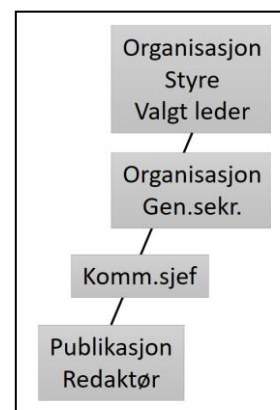 Organisasjon
Styre
Valgt leder
Organisasjon
Gen.sekr.
Komm.sjef
Publikasjon
Redaktør